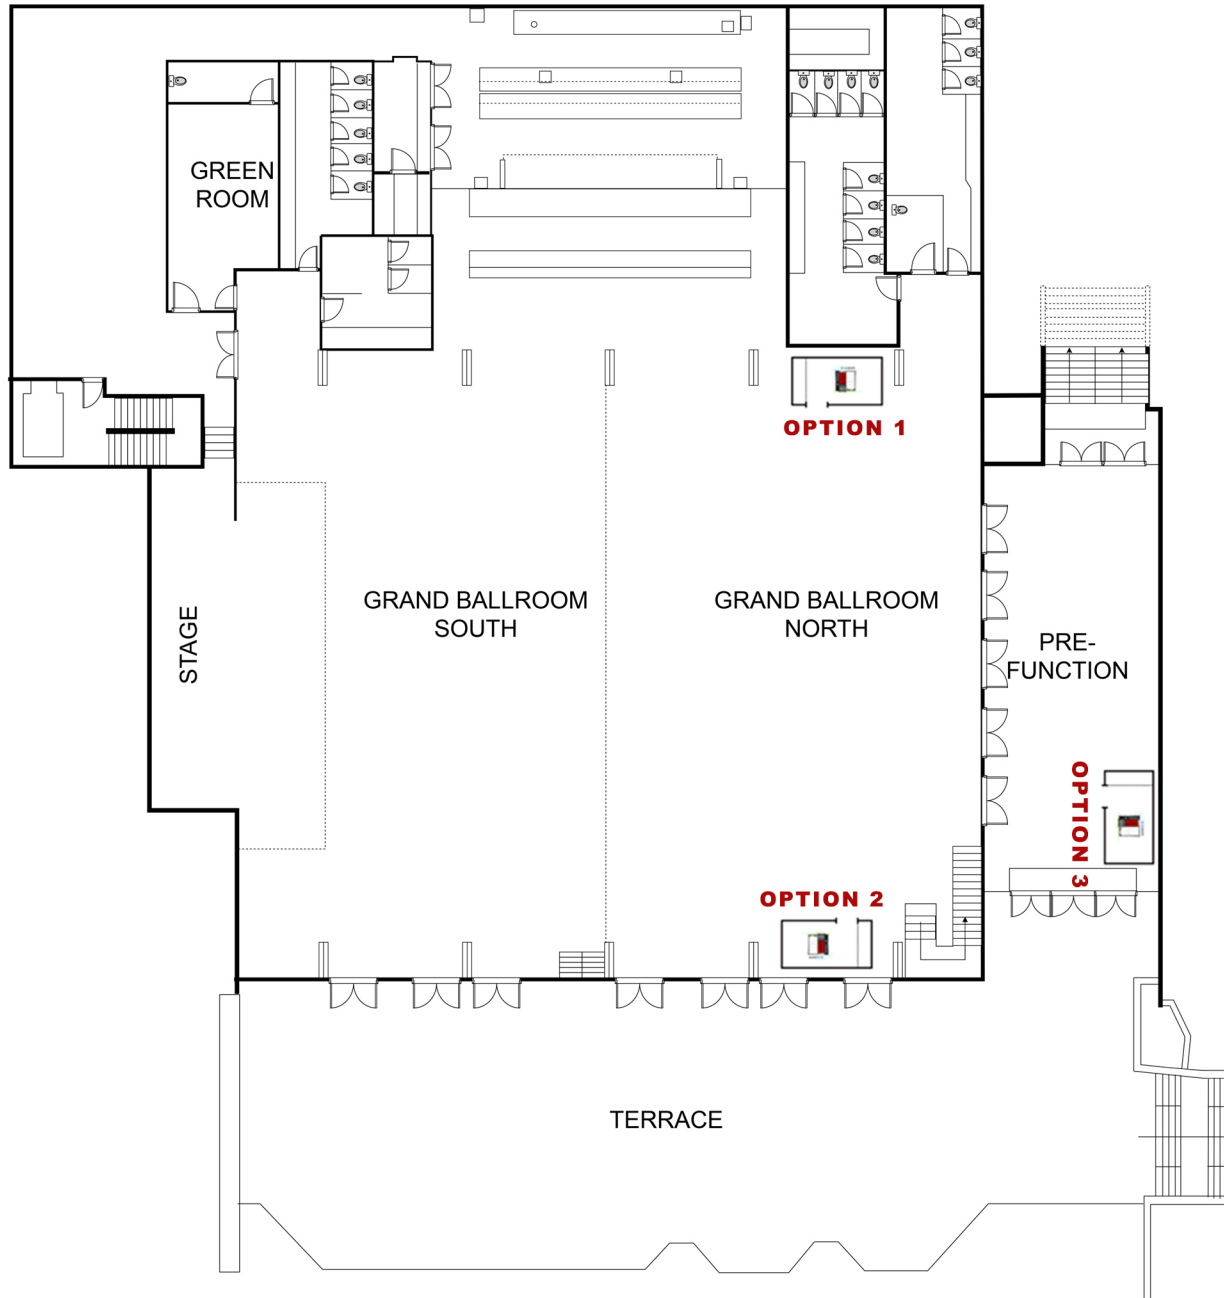 GREEN
ROOM
OPTION 1
GRAND BALLROOM
SOUTH
GRAND BALLROOM
NORTH
STAGE
PRE-
FUNCTION
OPTION 3
OPTION 2
TERRACE